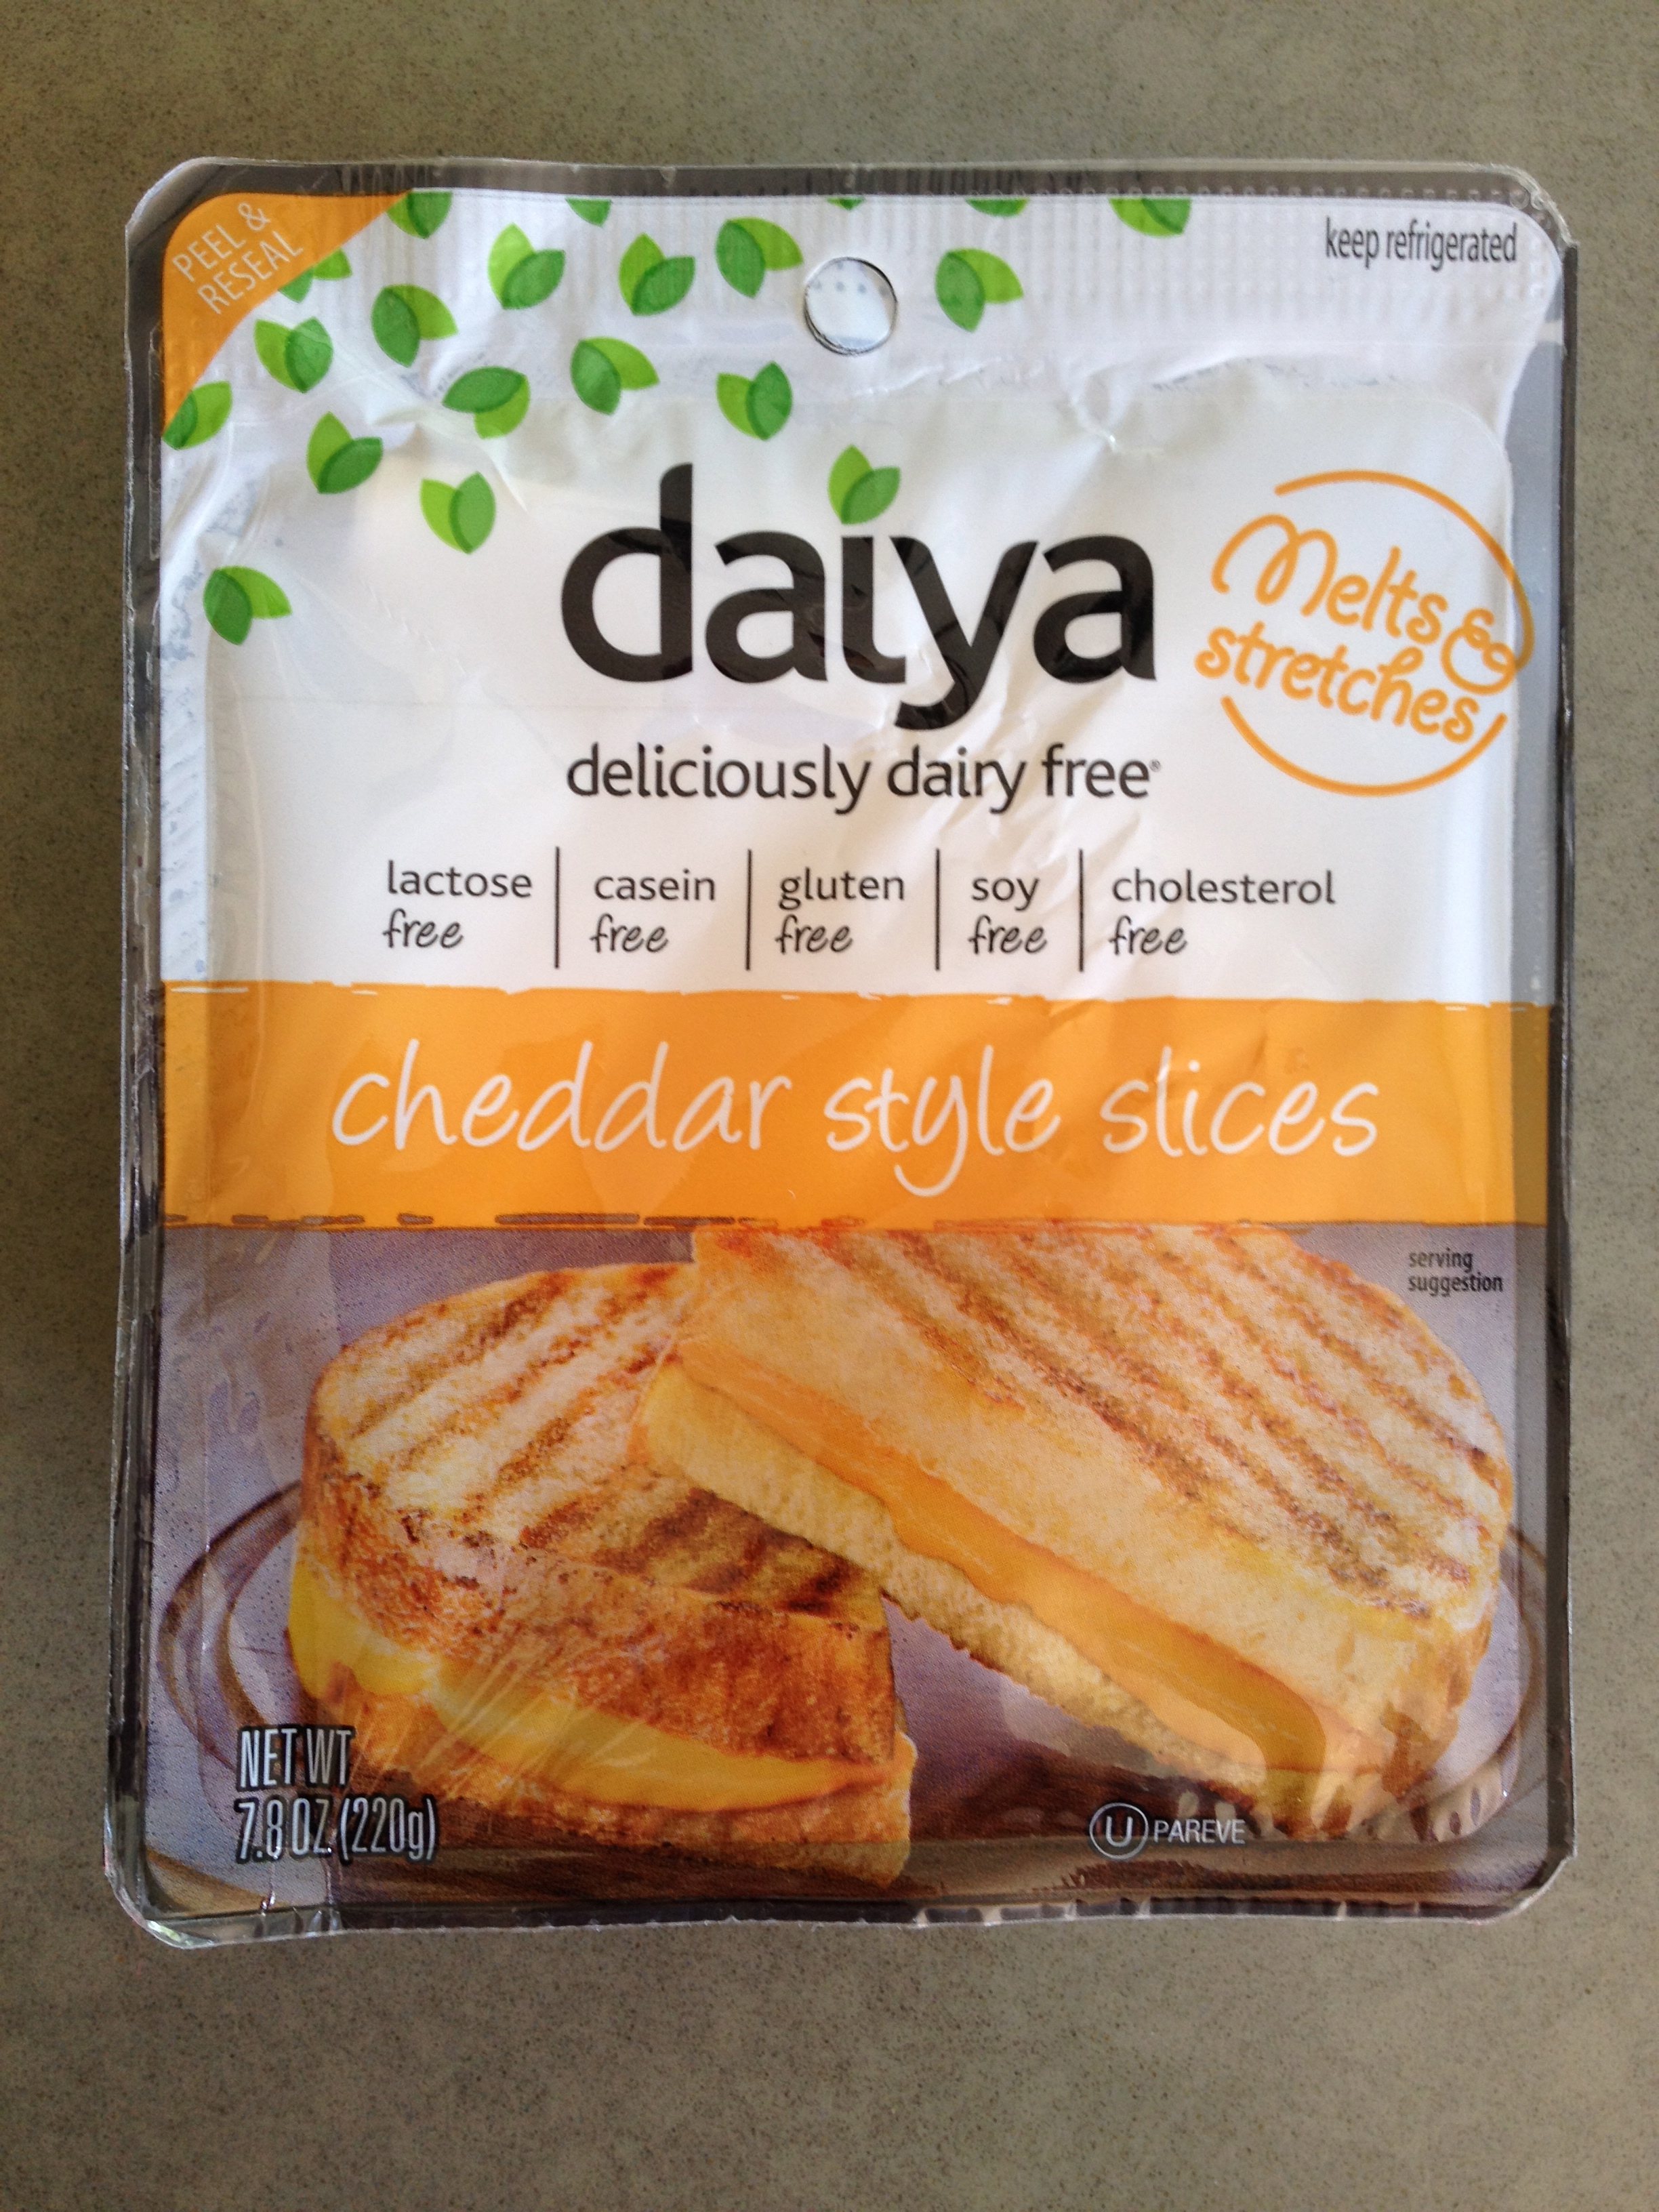 PEEL &
RESEAL
keep refrigerated
daiya
Melts &
stretches
deliciously dairy free®
lactose free
casein free
gluten free
soy free
cholesterol free
cheddar style slices
serving
suggestion
NET WT
7.8 OZ (220g)
U PAREVE